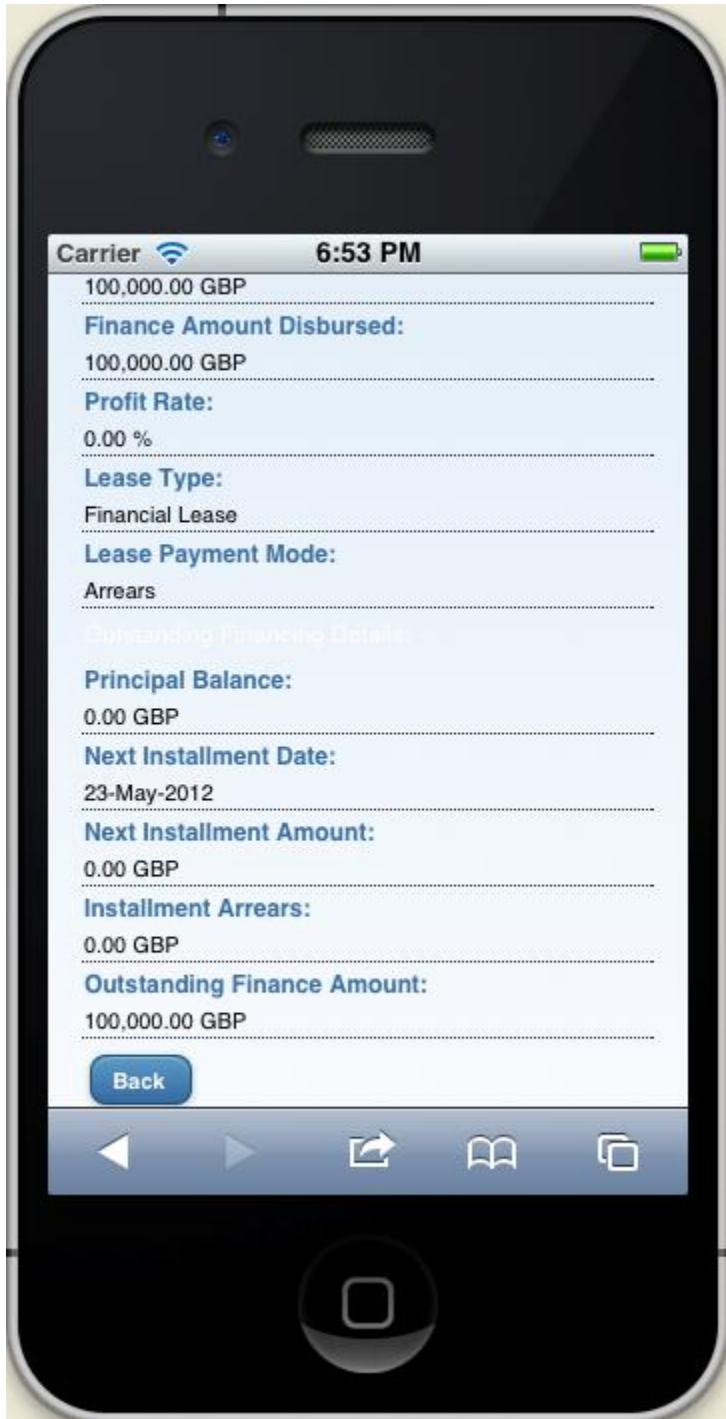 Carrier 6:53 PM
100,000.00 GBP
Finance Amount Disbursed:
100,000.00 GBP
Profit Rate:
0.00 %
Lease Type:
Financial Lease
Lease Payment Mode:
Arrears
Outstanding Financing Details:
Principal Balance:
0.00 GBP
Next Installment Date:
23-May-2012
Next Installment Amount:
0.00 GBP
Installment Arrears:
0.00 GBP
Outstanding Finance Amount:
100,000.00 GBP
Back